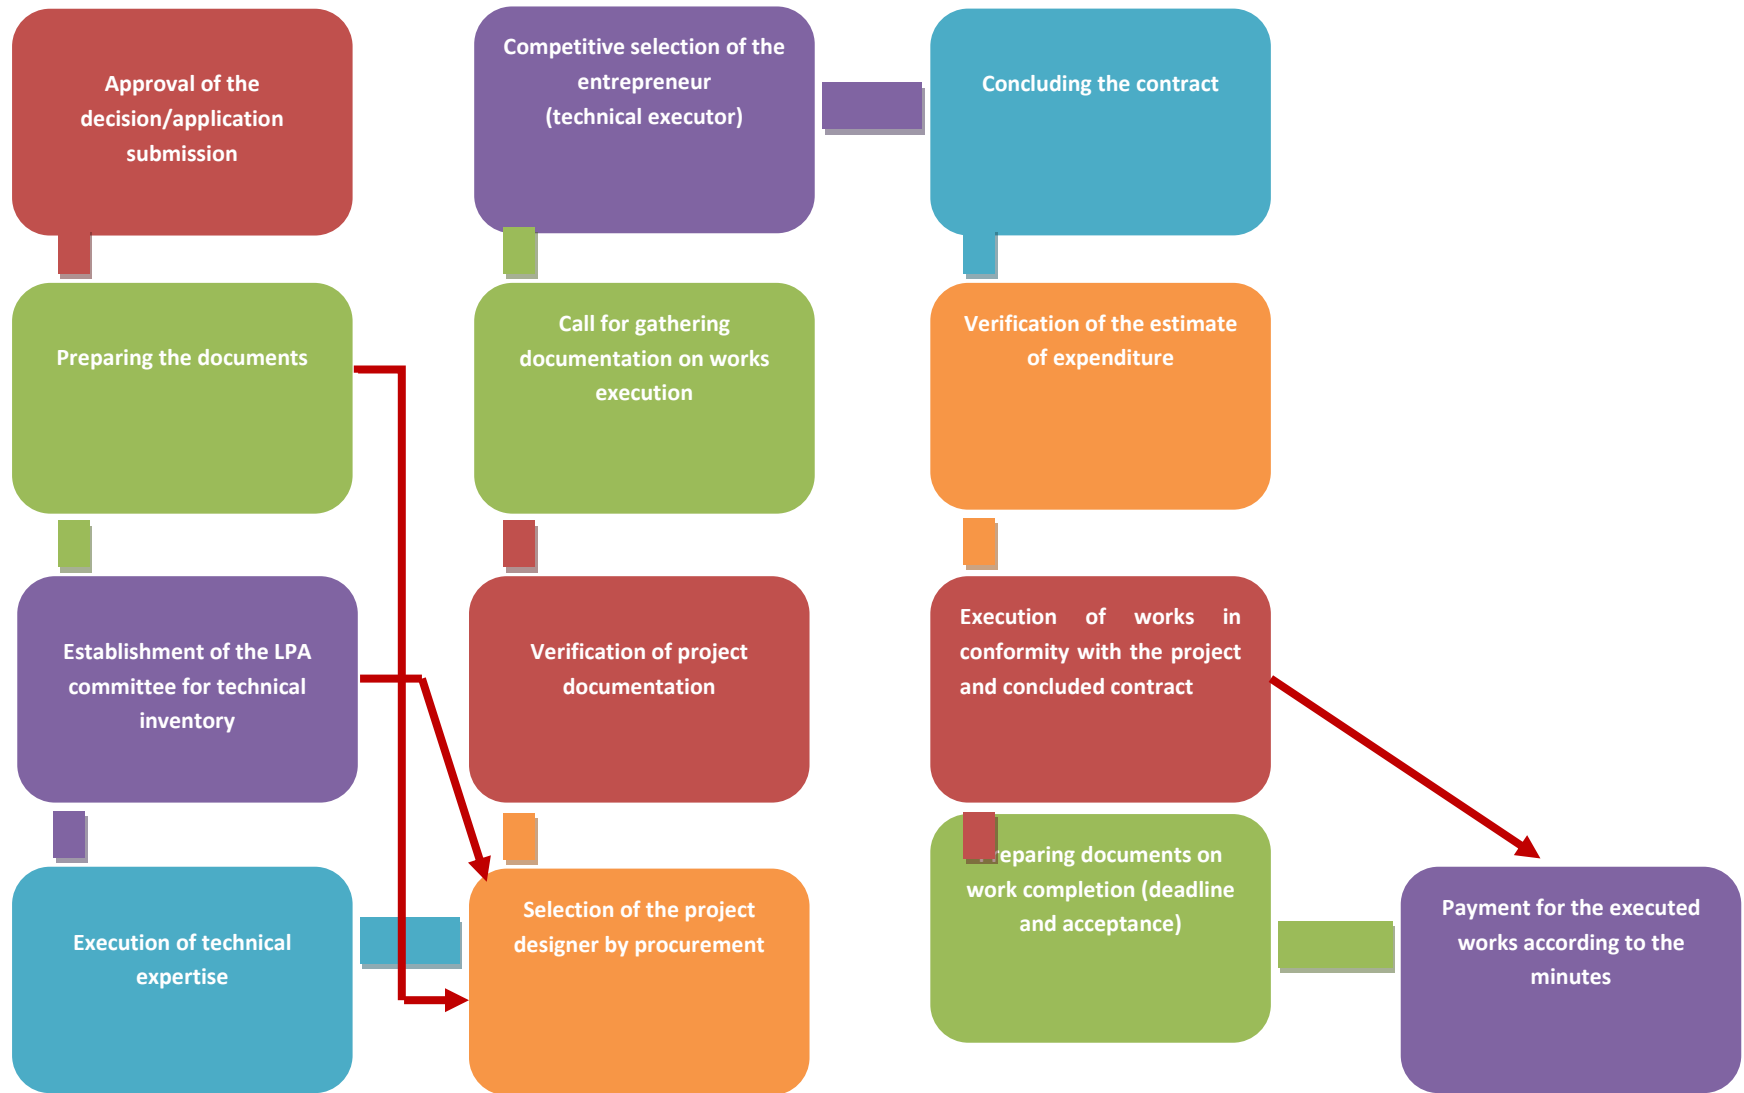 Approval of the
decision/application
submission
Preparing the documents
Establishment of the LPA
committee for technical
inventory
Execution of technical
expertise
Selection of the project
designer by procurement
Verification of project
documentation
Call for gathering
documentation on works
execution
Competitive selection of the
entrepreneur
(technical executor)
Concluding the contract
Verification of the estimate
of expenditure
Execution of works in
conformity with the project
and concluded contract
Preparing documents on
work completion (deadline
and acceptance)
Payment for the executed
works according to the
minutes